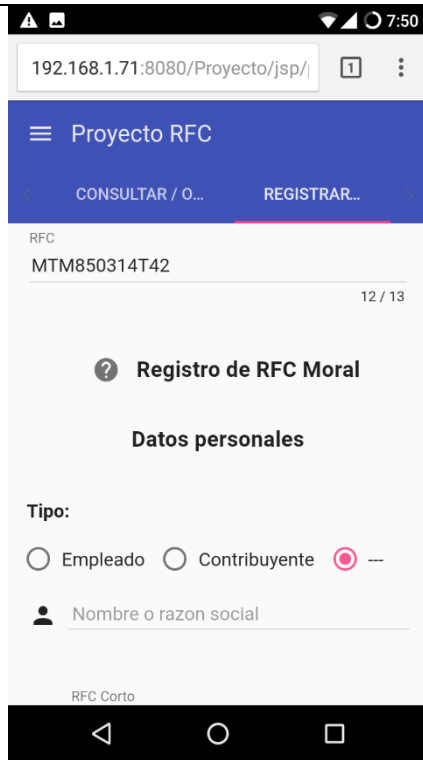 7:50
192.168.1.71:8080/Proyecto/jsp/
1
Proyecto RFC
CONSULTAR / O...
REGISTRAR...
RFC
MTM850314T42
12 / 13
Registro de RFC Moral
Datos personales
Tipo:
Empleado Contribuyente ---
Nombre o razon social
RFC Corto